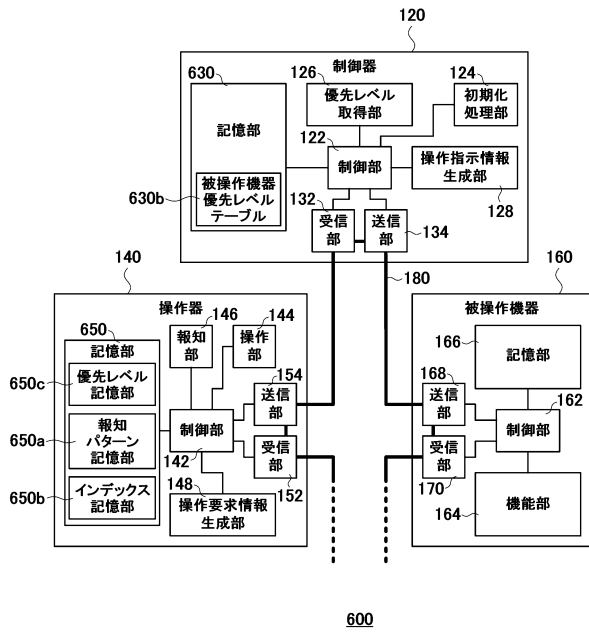 120
制御器
630
記憶部
630b
被操作機器
優先レベル
テーブル
126
優先レベル
取得部
124
初期化
処理部
122
制御部
操作指示情報
生成部
128
132
受信
部
送信
部
134
180
140
操作器
650
記憶部
650c
優先レベル
記憶部
650a
報知
パターン
記憶部
650b
インデックス
記憶部
146
報知
部
144
操作
部
154
送信
部
制御部
142
受信
部
152
148
操作要求情報
生成部
160
被操作機器
166
記憶部
168
送信
部
162
制御部
受信
部
170
164
機能部
600